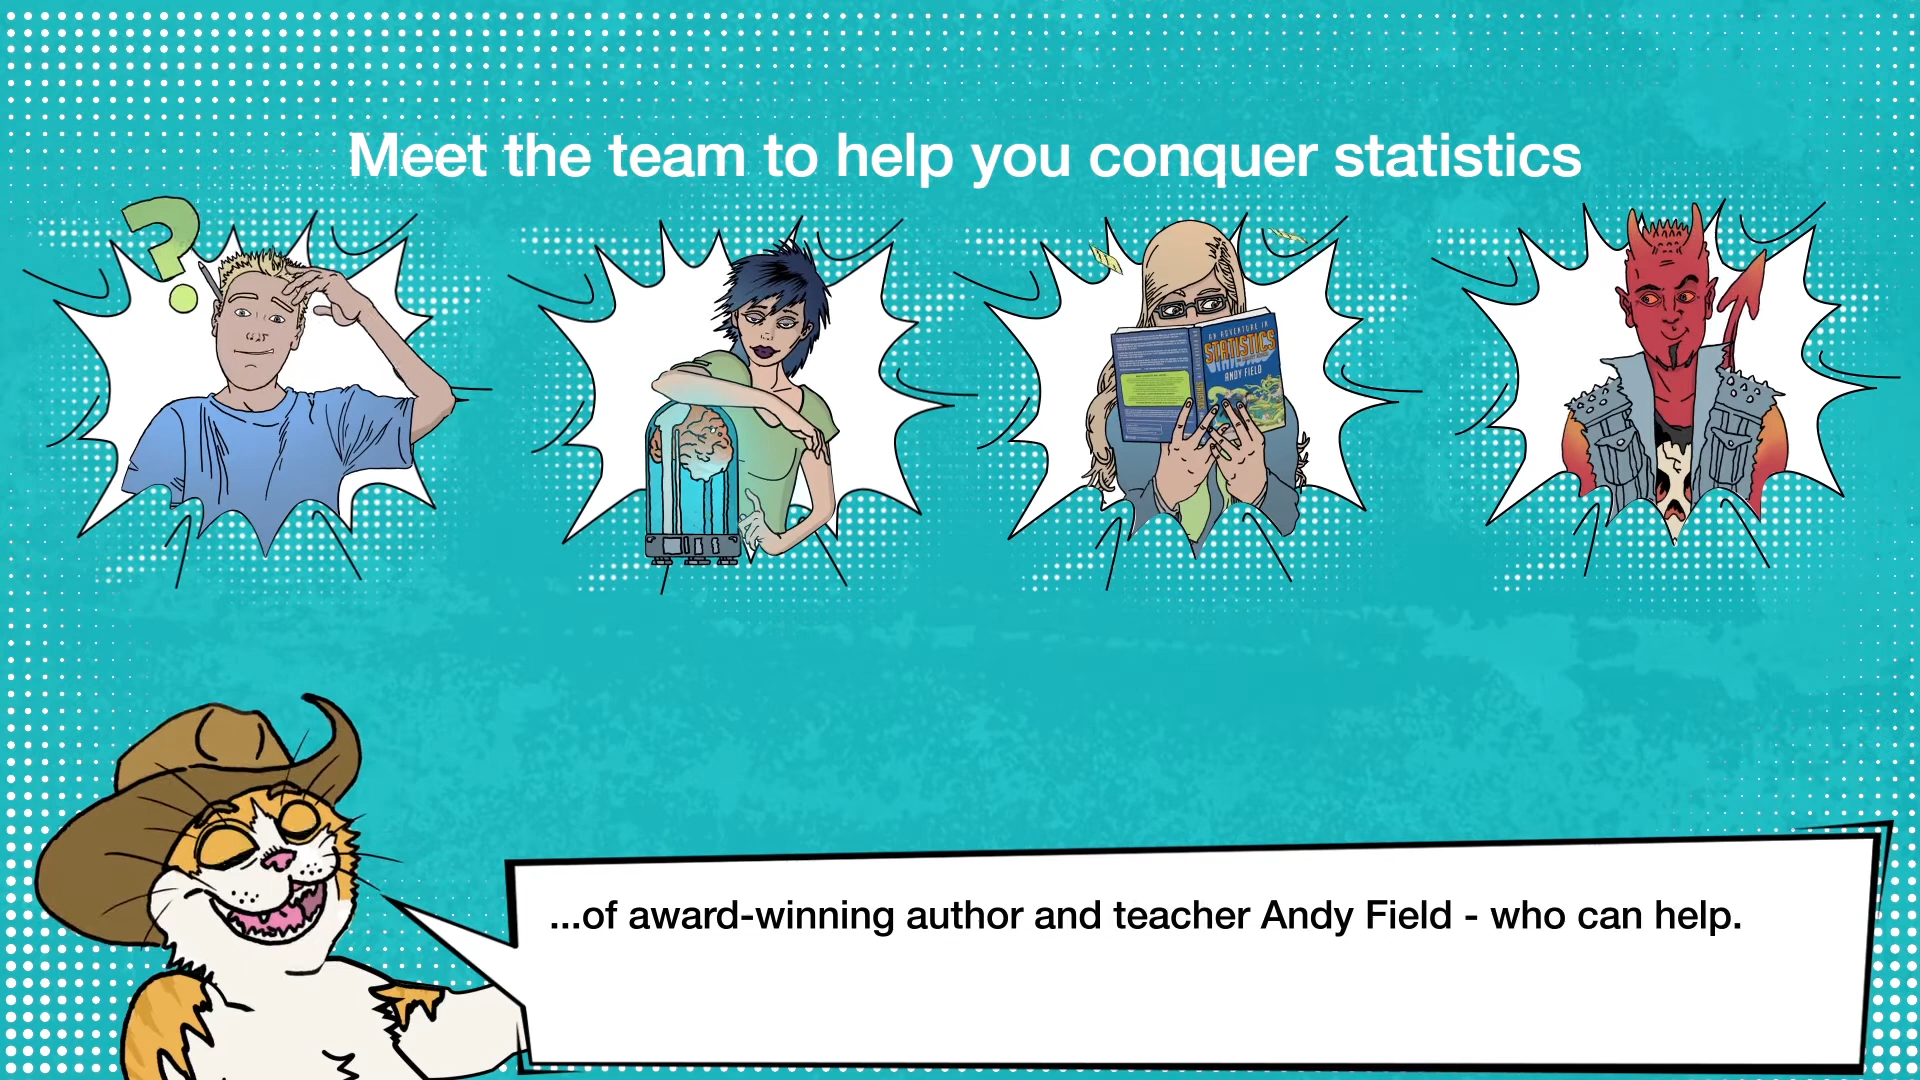 Meet the team to help you conquer statistics
?
AN ADVENTURE IN
STATISTICS
ANDY FIELD
...of award-winning author and teacher Andy Field - who can help.